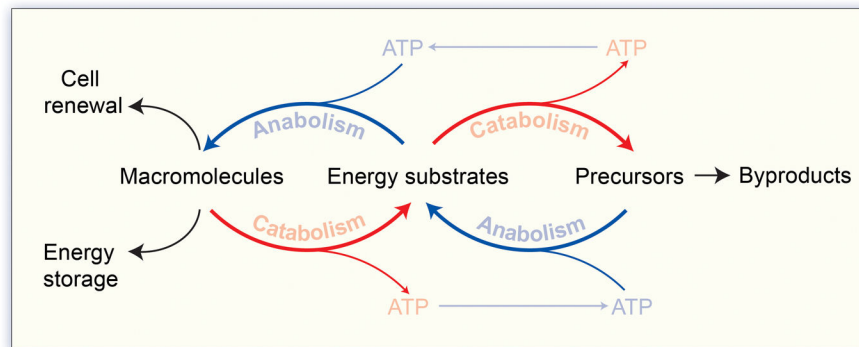 ATP
ATP
Cell
renewal
Anabolism
Catabolism
Macromolecules
Energy substrates
Precursors
Byproducts
Catabolism
Anabolism
Energy
storage
ATP
ATP